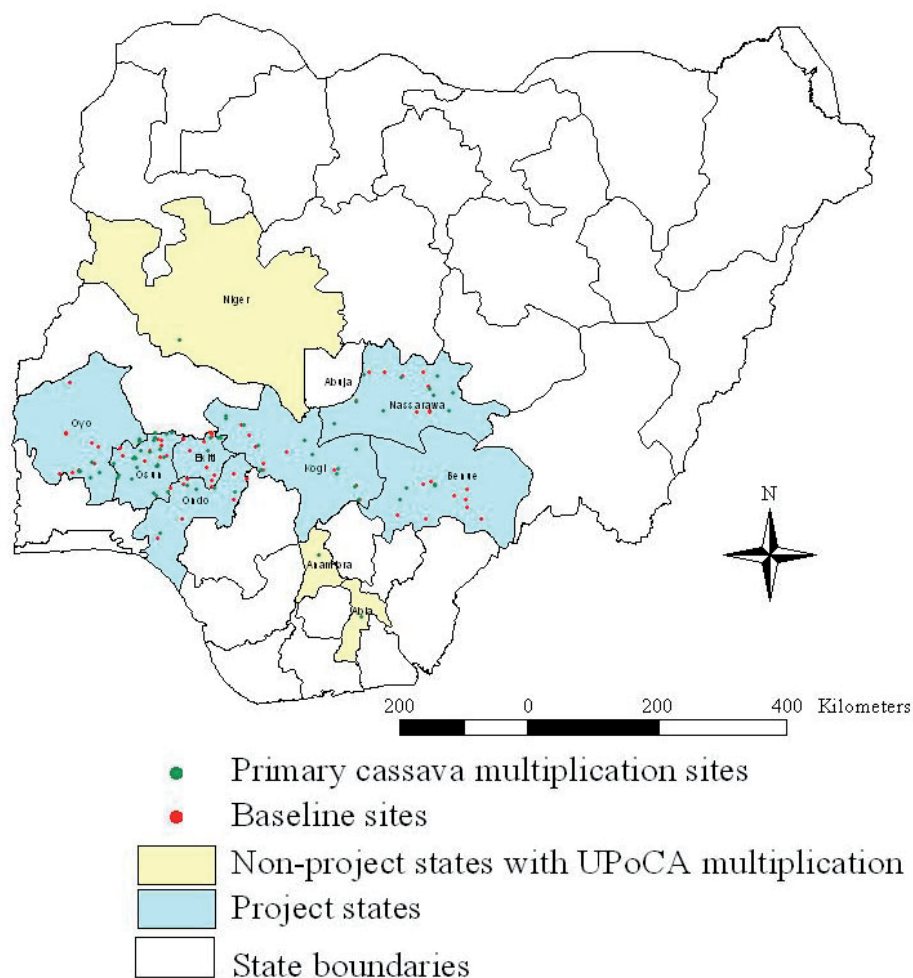 Niger
Abuja
Nassarawa
Oyo
Osun
Ekiti
Kogi
Benue
Ondo
N
Anambra
Abia
200 0 200 400 Kilometers
Primary cassava multiplication sites
Baseline sites
Non-project states with UPoCA multiplication
Project states
State boundaries